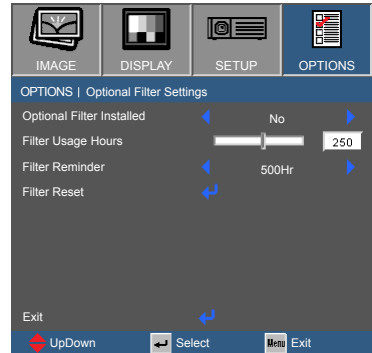 IMAGE DISPLAY SETUP OPTIONS
OPTIONS | Optional Filter Settings
Optional Filter Installed No
Filter Usage Hours 250
Filter Reminder 500Hr
Filter Reset
Exit
UpDown Select Menu Exit